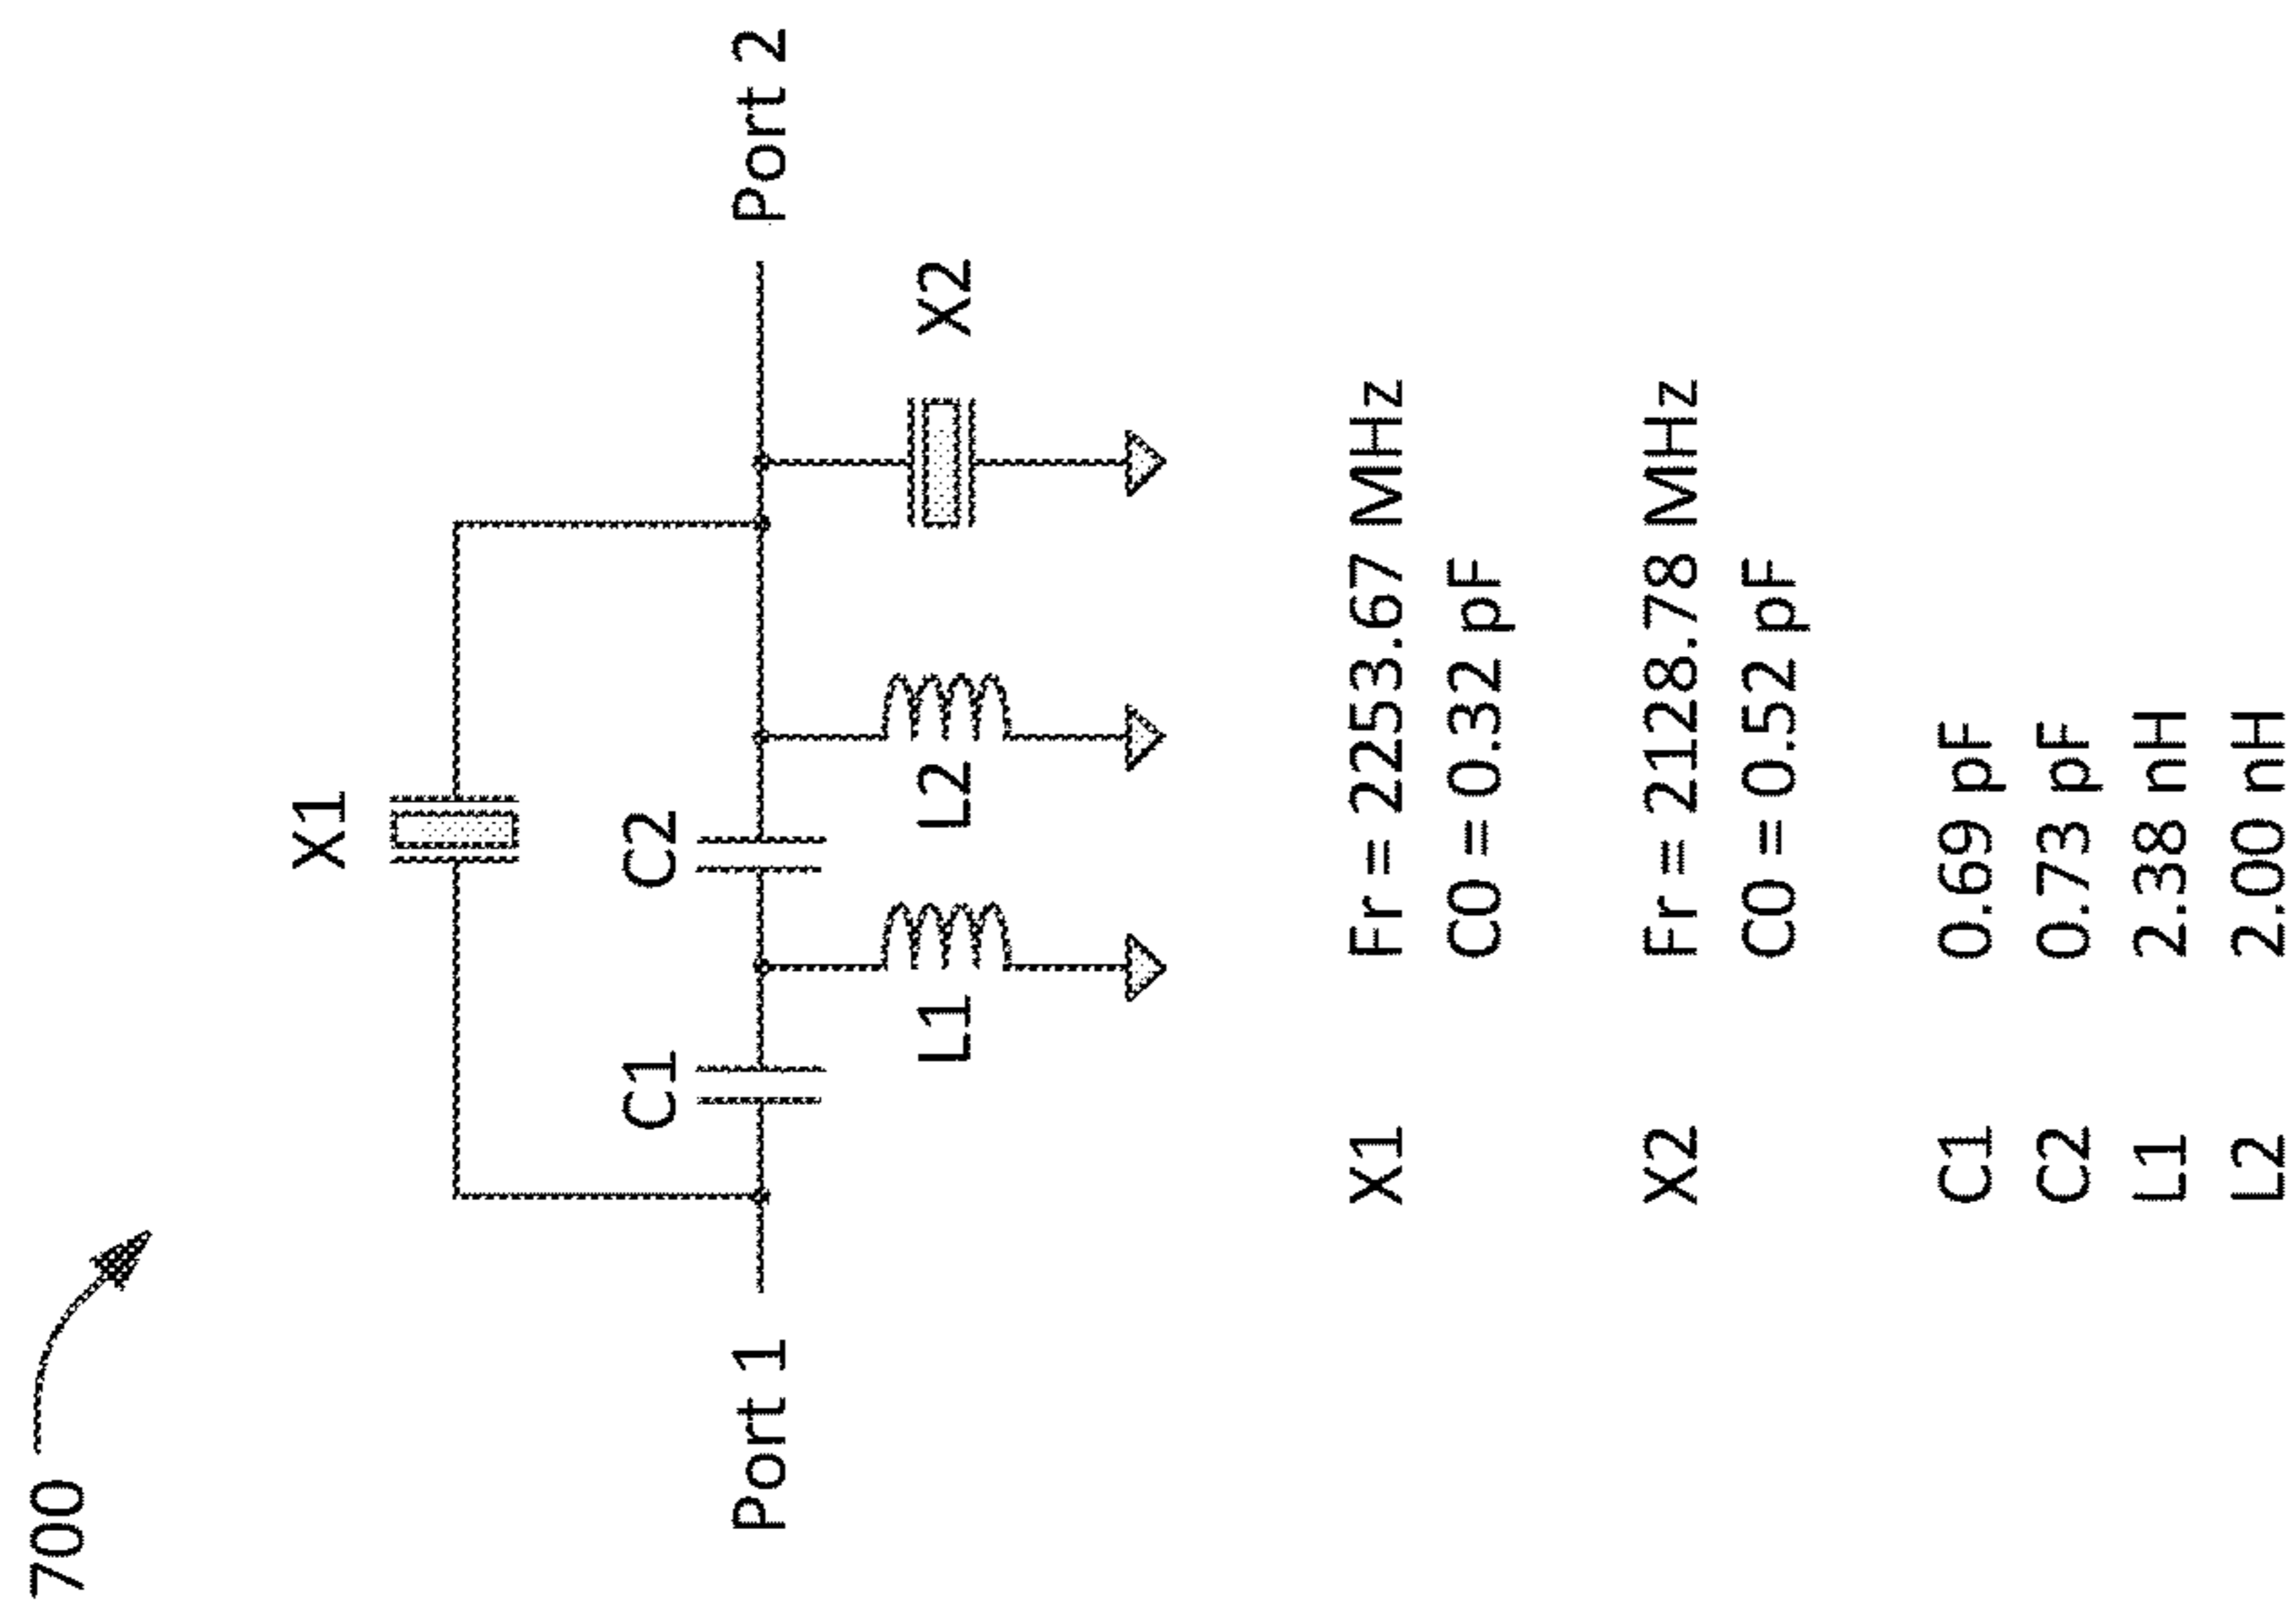 700
X1
C1
C2
L1
L2
X2
Port 1
Port 2
X1 Fr = 2253.67 MHz
C0 = 0.32 pF
X2 Fr = 2128.78 MHz
C0 = 0.52 pF
C1 0.69 pF
C2 0.73 pF
L1 2.38 nH
L2 2.00 nH